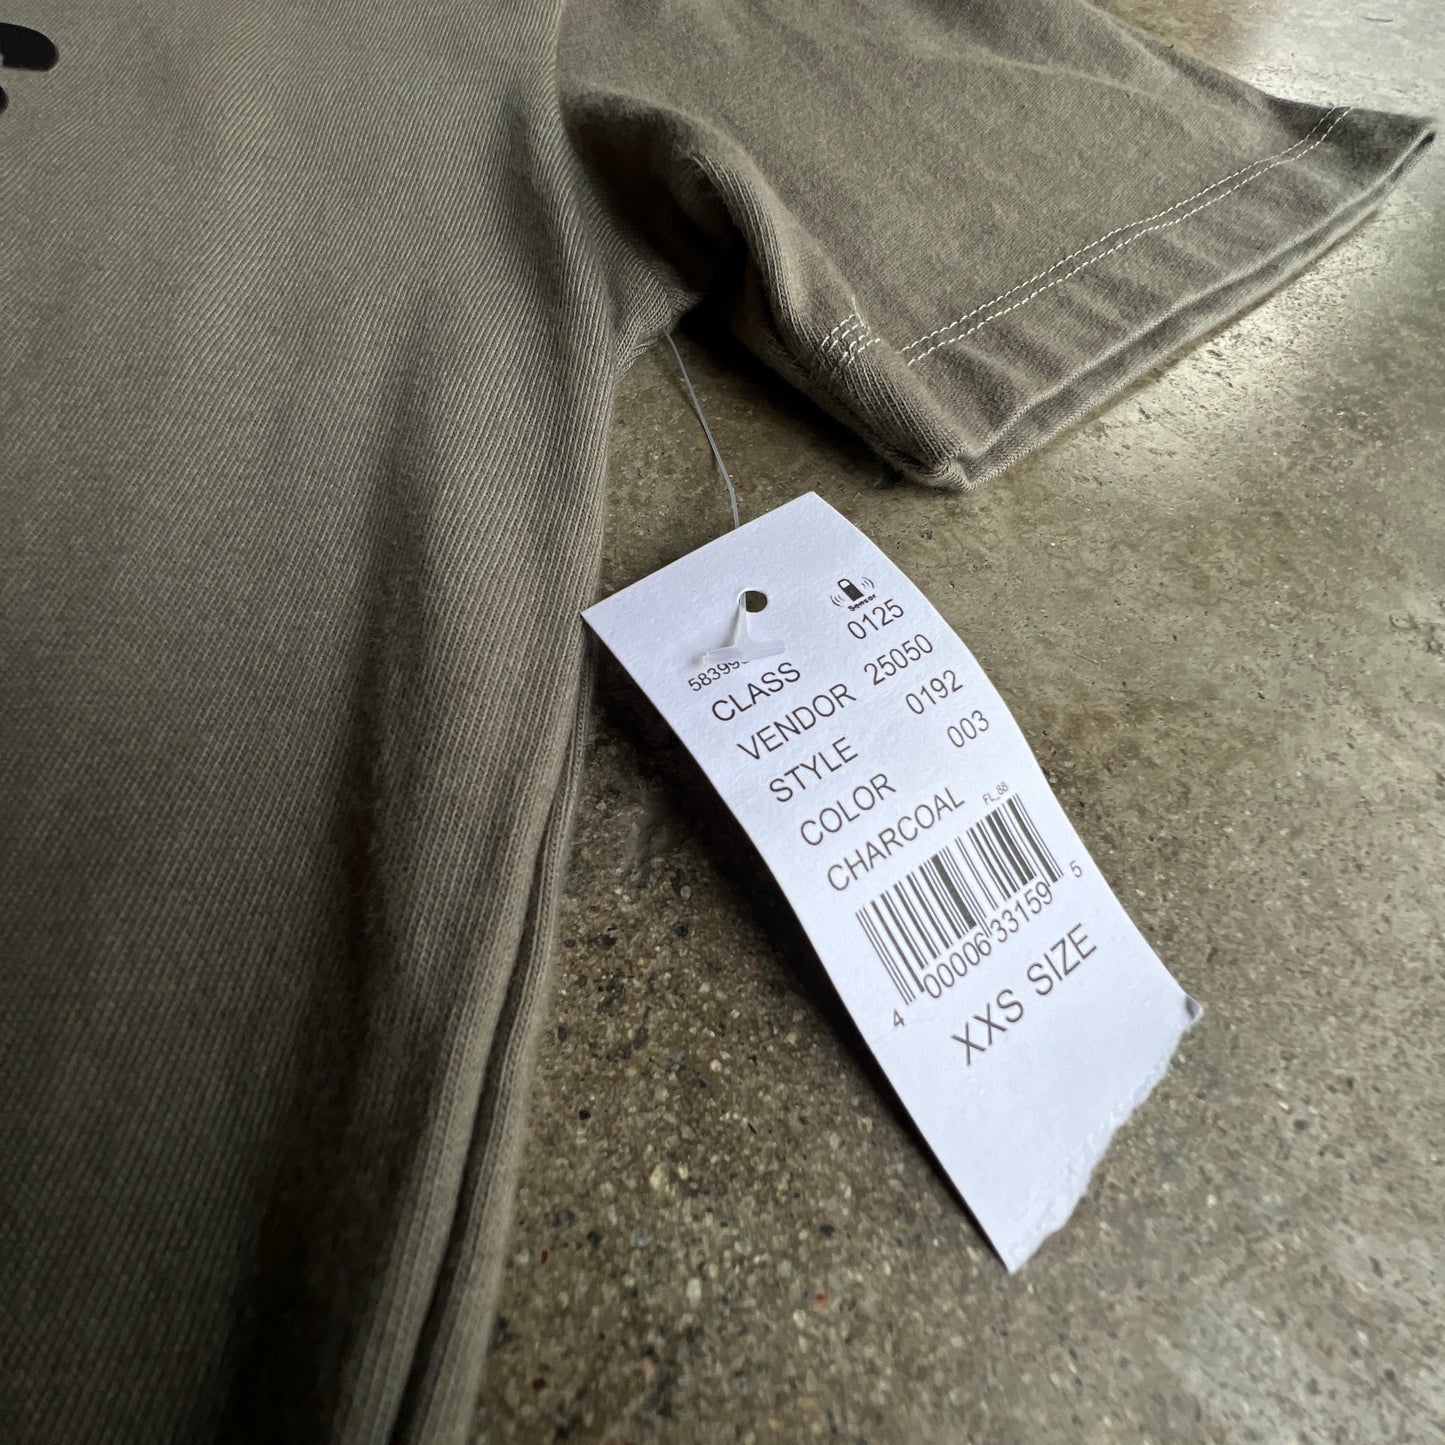 Sensor
CLASS 0125
VENDOR 25050
STYLE 0192
COLOR 003
CHARCOAL FL_88
4 00006 33159 5
XXS SIZE